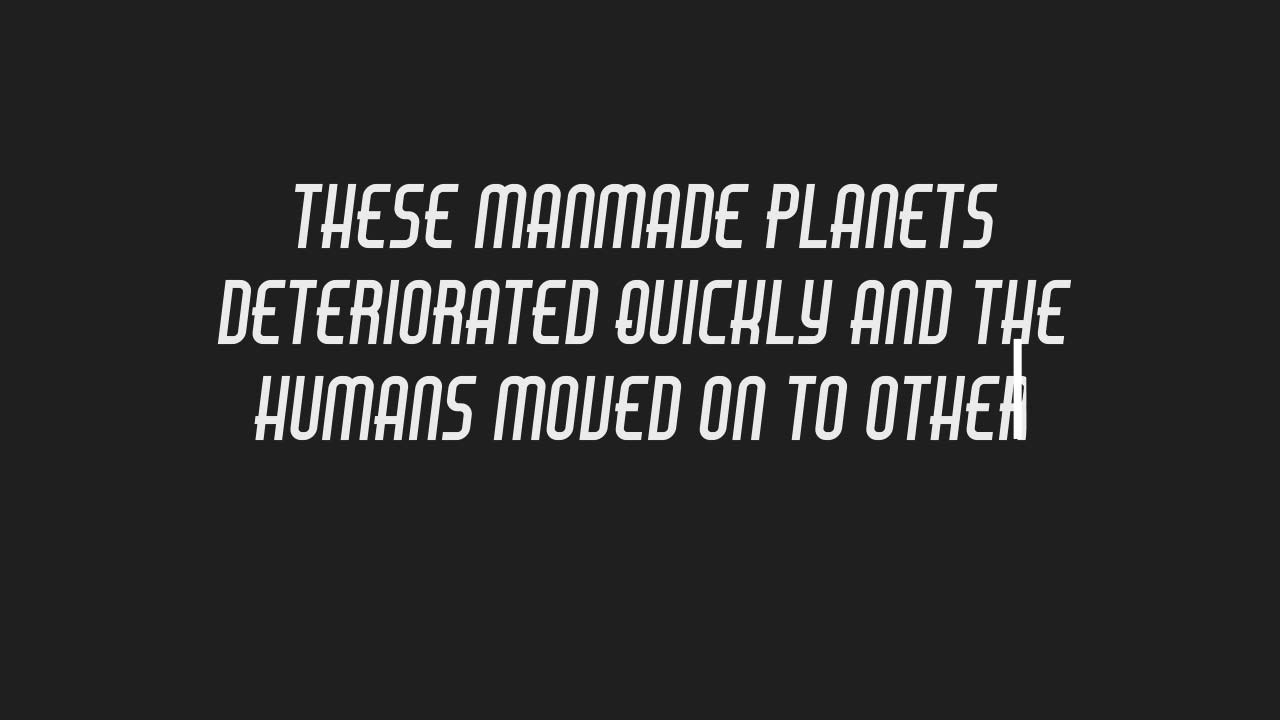 THESE MANMADE PLANETS
DETERIORATED QUICKLY AND THE
HUMANS MOVED ON TO OTHER